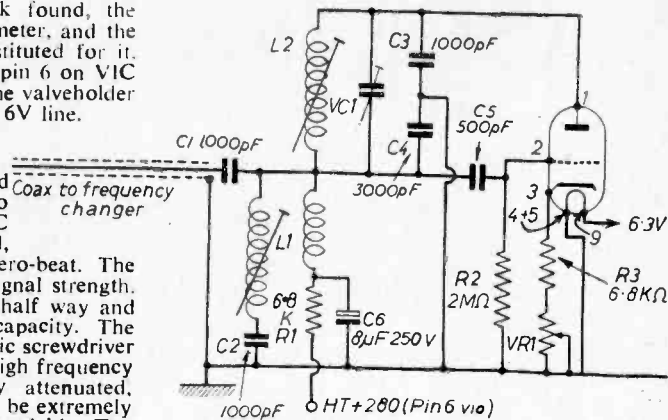 k found, the
meter, and the
stituted for it.
pin 6 on V1C
ne valveholder
6V line.
d
o
C
l,
ero-beat. The
gnal strength.
half way and
capacity. The
ic screwdriver
igh frequency
y attenuated,
be extremely
L2
VC1
C3
1000pF
C4
3000pF
C5
500pF
1
2
3
4+5
9
6·3V
C1 1000pF
Coax to frequency
changer
L1
6·8
K
R1
C2
1000pF
C6
8μF 250V
R2
2MΩ
R3
6·8KΩ
VR1
HT+280 (Pin 6 via)